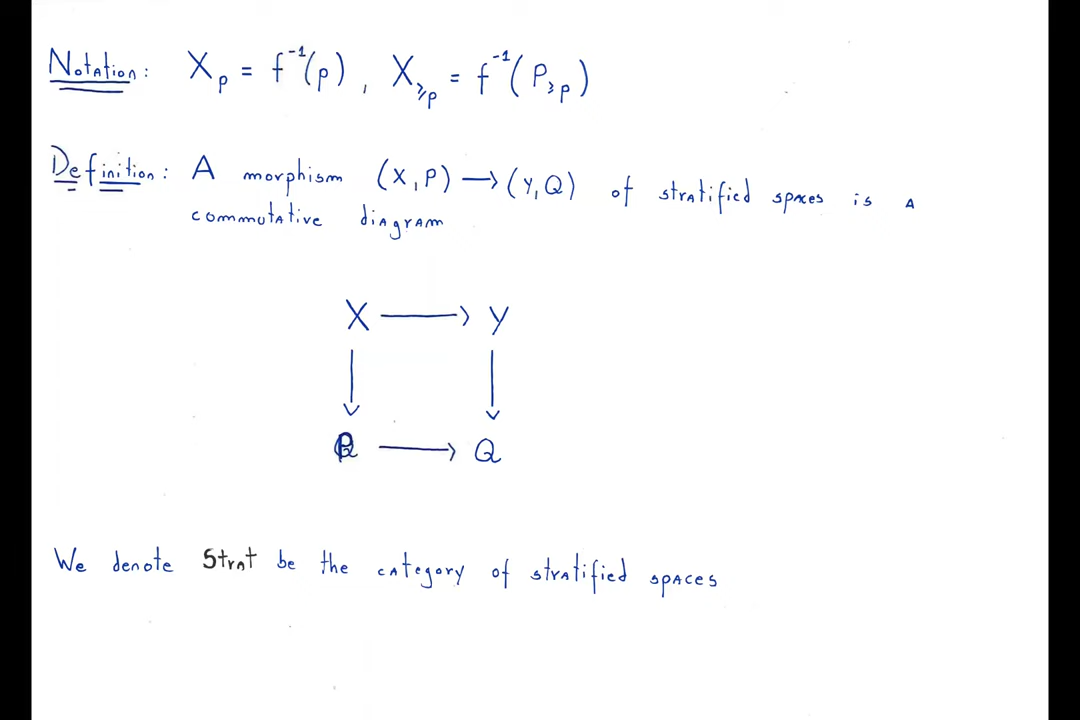 Notation: X_p = f^{-1}(p), X_{⩾p} = f^{-1}(P_{⩾p})
Definition: A morphism (X, P) ⟶ (Y, Q) of stratified spaces is a
commutative diagram
X ⟶ Y
P ⟶ Q
We denote Strat be the category of stratified spaces